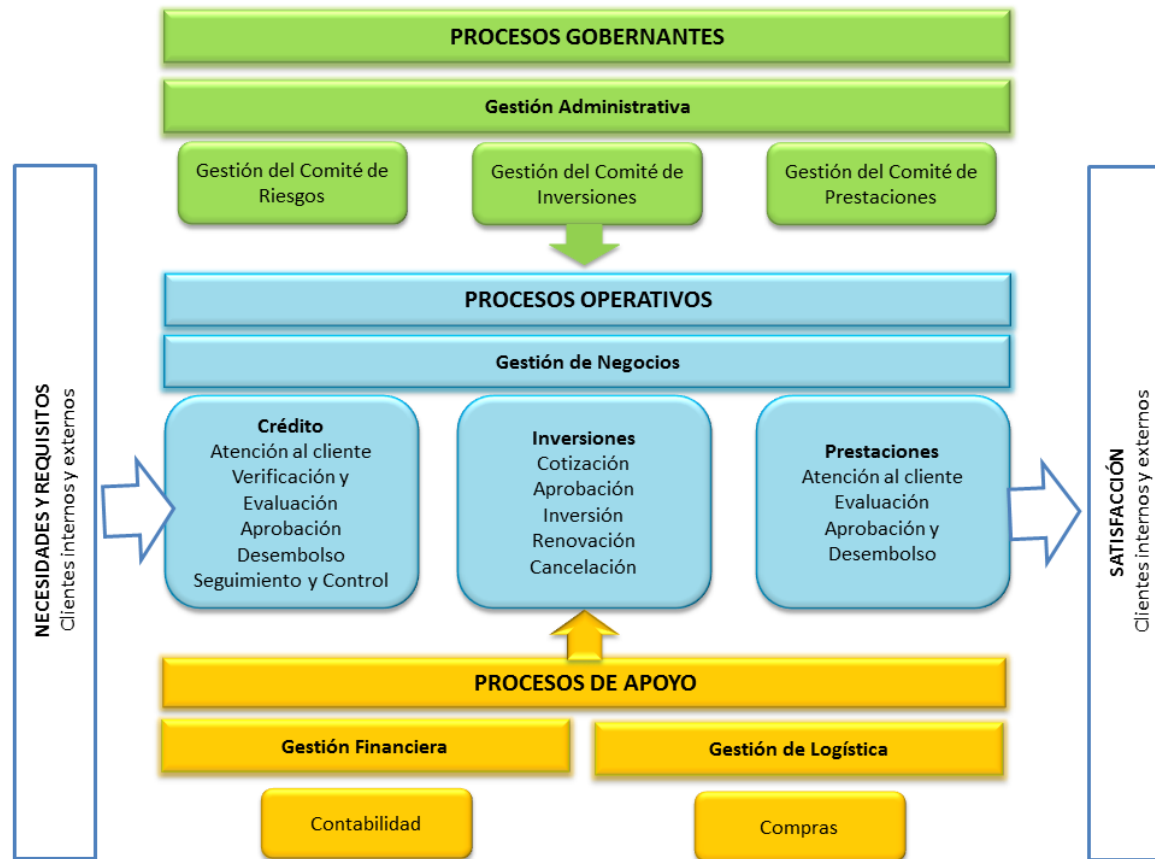 PROCESOS GOBERNANTES
Gestión Administrativa
Gestión del Comité de
Riesgos
Gestión del Comité de
Inversiones
Gestión del Comité de
Prestaciones
NECESIDADES Y REQUISITOS
Clientes internos y externos
PROCESOS OPERATIVOS
Gestión de Negocios
Crédito
Atención al cliente
Verificación y
Evaluación
Aprobación
Desembolso
Seguimiento y Control
Inversiones
Cotización
Aprobación
Inversión
Renovación
Cancelación
Prestaciones
Atención al cliente
Evaluación
Aprobación y
Desembolso
SATISFACCIÓN
Clientes internos y externos
PROCESOS DE APOYO
Gestión Financiera
Gestión de Logística
Contabilidad
Compras